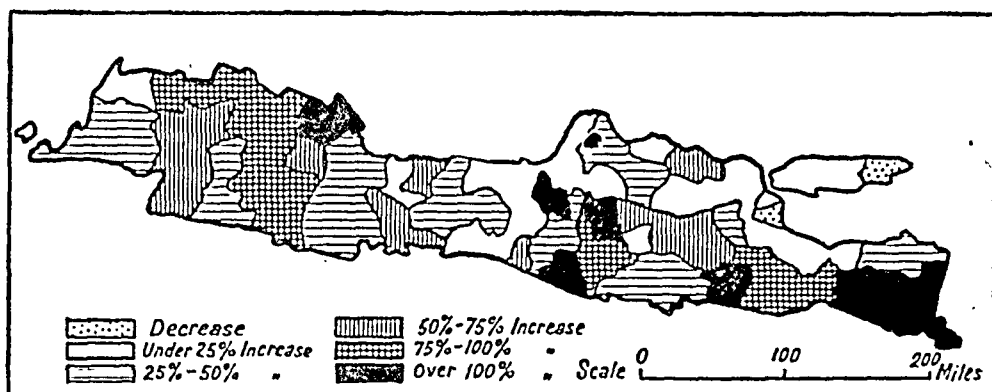 Decrease
Under 25% Increase
25%-50% "
50%-75% Increase
75%-100% "
Over 100% "
Scale 0 100 200 Miles